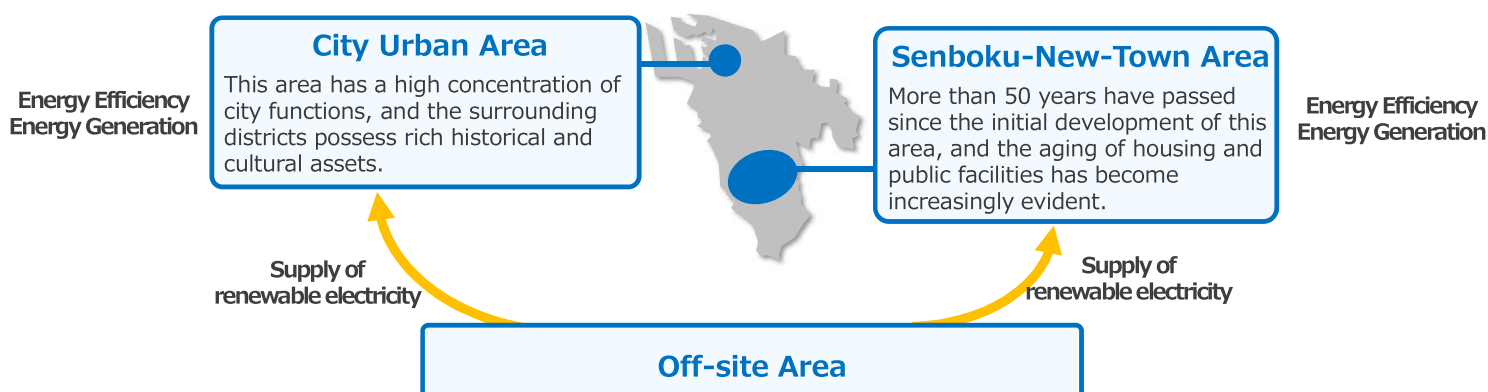 City Urban Area
This area has a high concentration of
city functions, and the surrounding
districts possess rich historical and
cultural assets.
Energy Efficiency
Energy Generation
Senboku-New-Town Area
More than 50 years have passed
since the initial development of this
area, and the aging of housing and
public facilities has become
increasingly evident.
Energy Efficiency
Energy Generation
Supply of
renewable electricity
Supply of
renewable electricity
Off-site Area